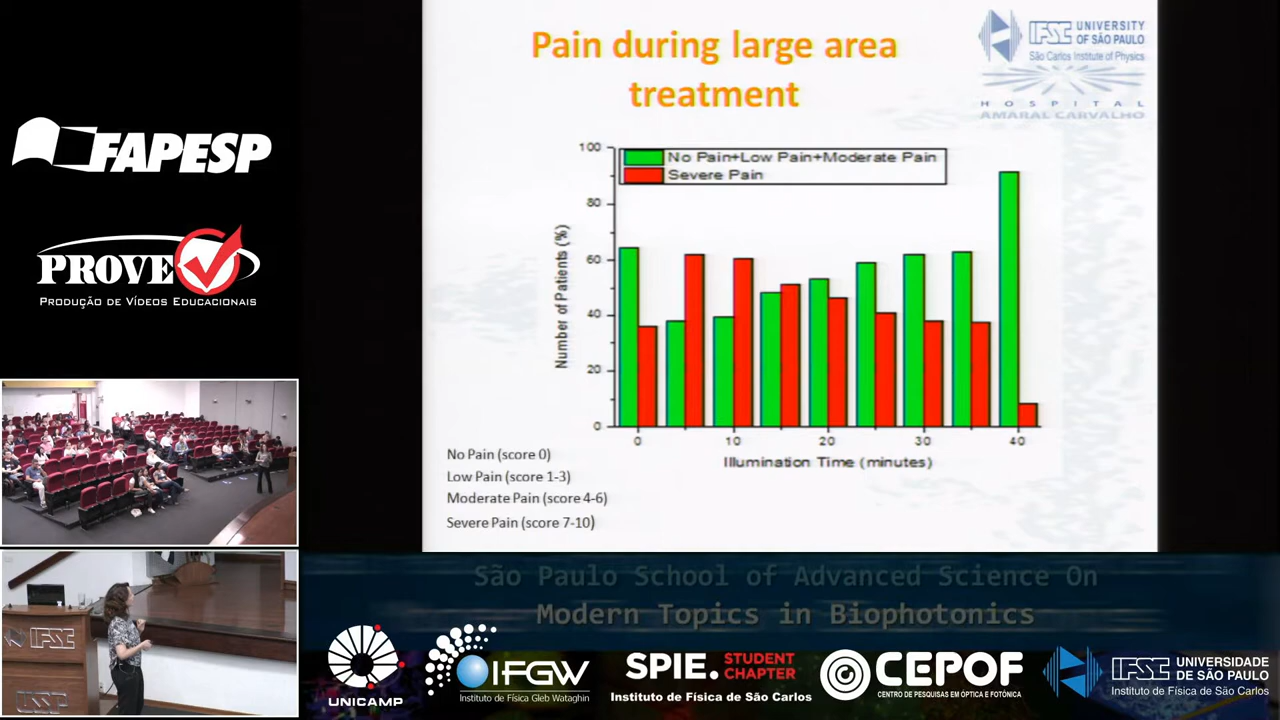 Pain during large area
treatment
IFSC UNIVERSITY
OF SÃO PAULO
São Carlos Institute of Physics
HOSPITAL
AMARAL CARVALHO
FAPESP
PROVE
PRODUÇÃO DE VÍDEOS EDUCACIONAIS
No Pain+Low Pain+Moderate Pain
Severe Pain
Number of Patients (%)
100
80
60
40
20
0
0 10 20 30 40
Illumination Time (minutes)
No Pain (score 0)
Low Pain (score 1-3)
Moderate Pain (score 4-6)
Severe Pain (score 7-10)
IFSC
USP
São Paulo School of Advanced Science On
Modern Topics in Biophotonics
UNICAMP
IFGW
Instituto de Física Gleb Wataghin
SPIE. STUDENT
CHAPTER
Instituto de Física de São Carlos
CEPOF
CENTRO DE PESQUISAS EM ÓPTICA E FOTÔNICA
IFSC UNIVERSIDADE
DE SÃO PAULO
Instituto de Física de São Carlos